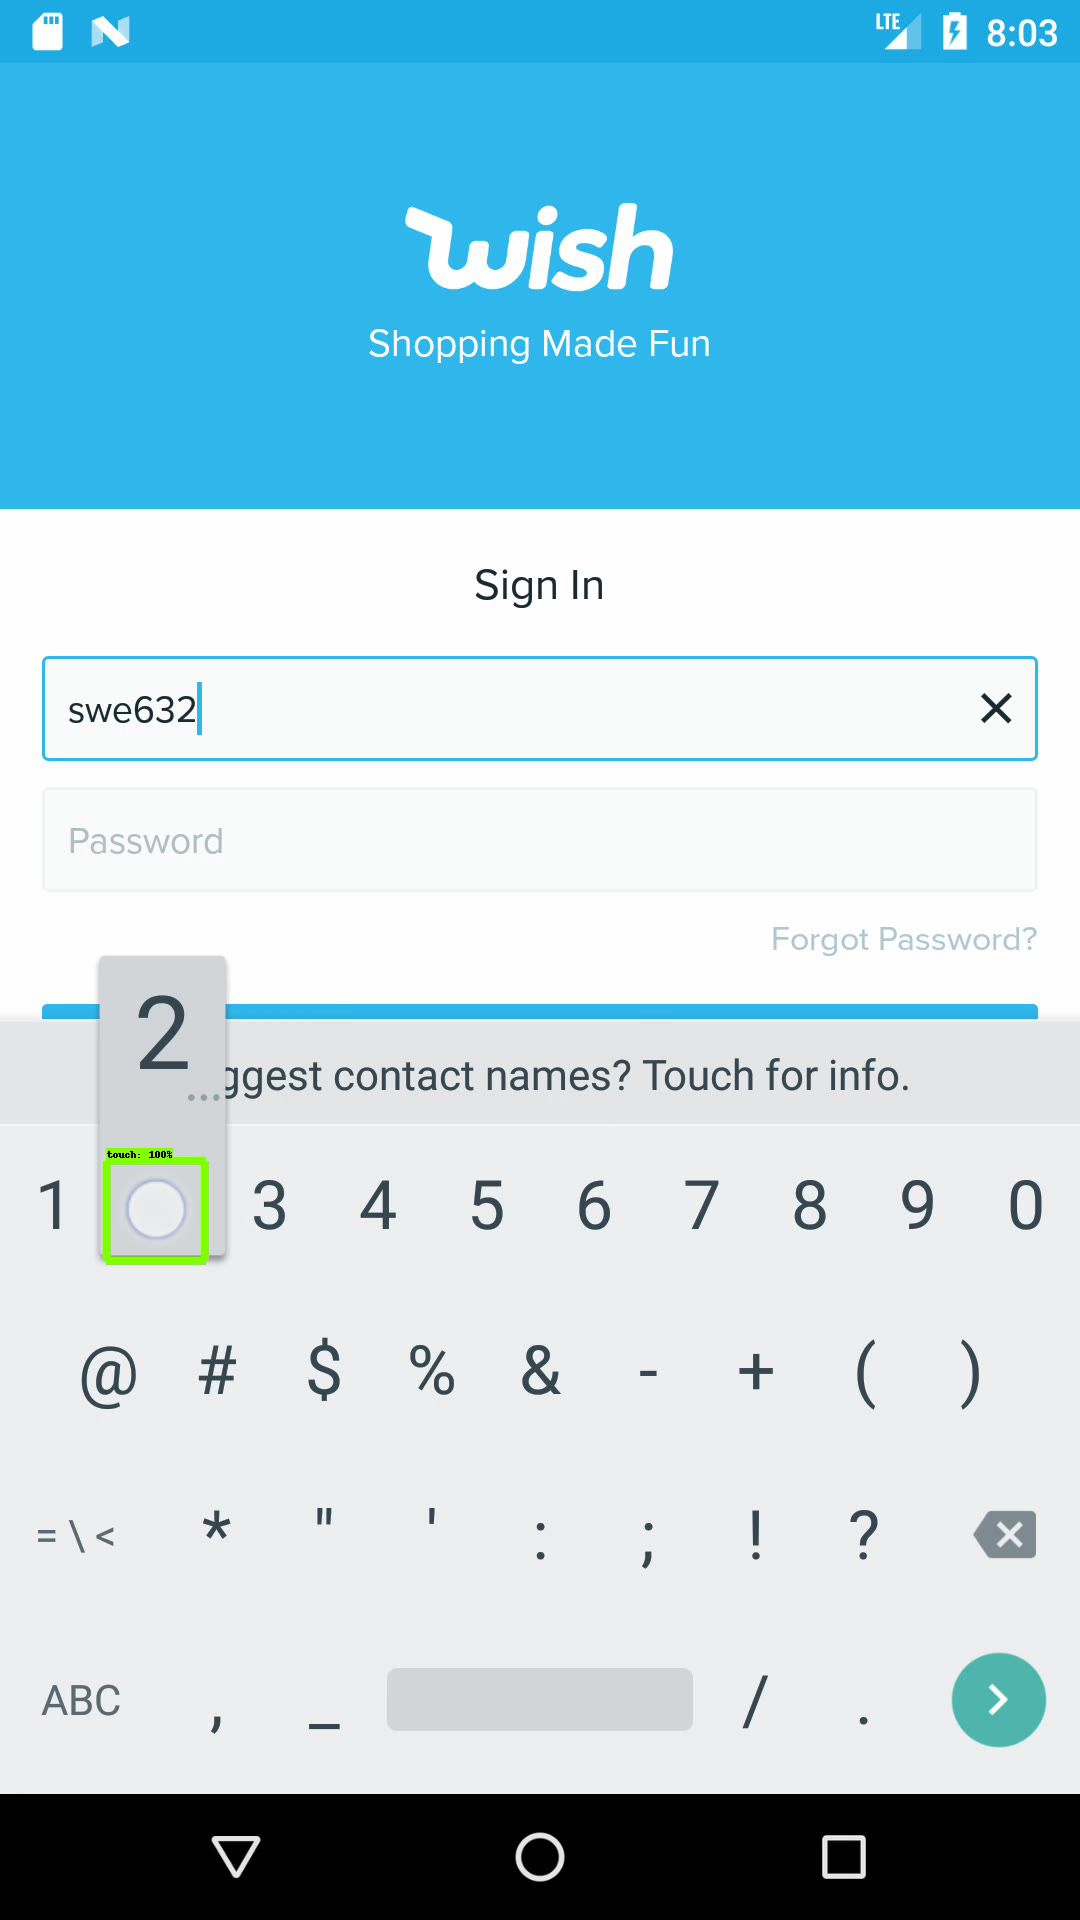 LTE 8:03
wish
Shopping Made Fun
Sign In
swe632
Password
Forgot Password?
2
...ggest contact names? Touch for info.
touch: 100%
1 3 4 5 6 7 8 9 0
@ # $ % & - + ( )
= \ < * " ' : ; ! ?
ABC , _ / .